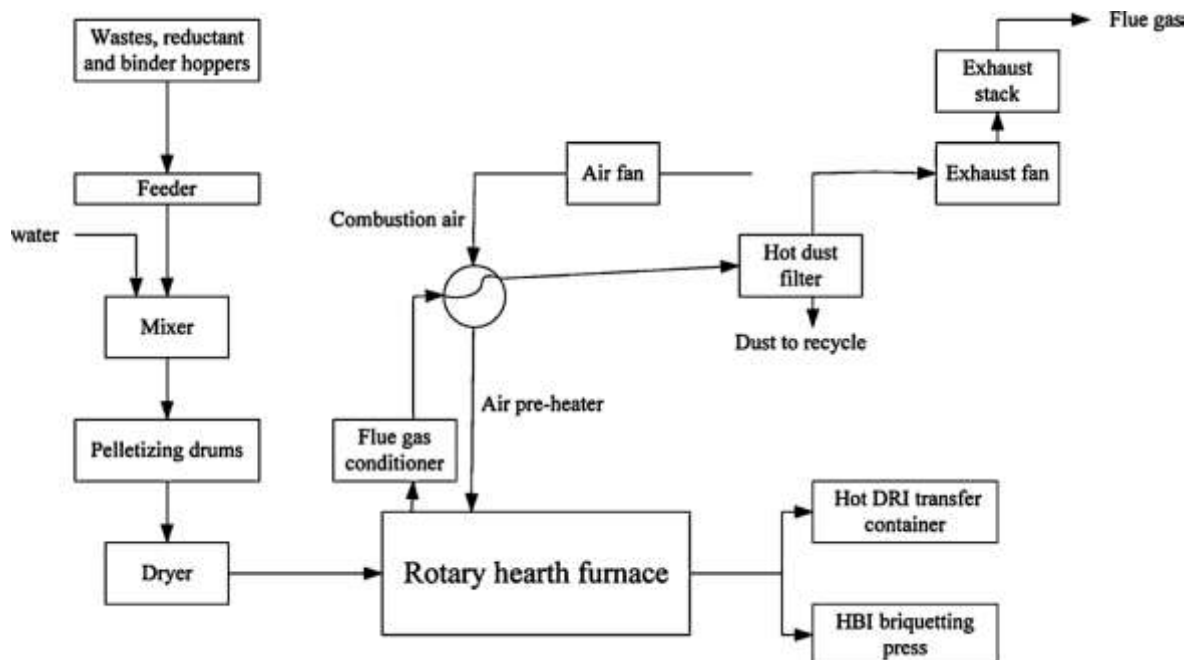 Flue gas
Wastes, reductant
and binder hoppers
Exhaust
stack
Air fan
Exhaust fan
Feeder
Combustion air
water
Hot dust
filter
Mixer
Dust to recycle
Air pre-heater
Pelletizing drums
Flue gas
conditioner
Hot DRI transfer
container
Dryer
Rotary hearth furnace
HBI briquetting
press